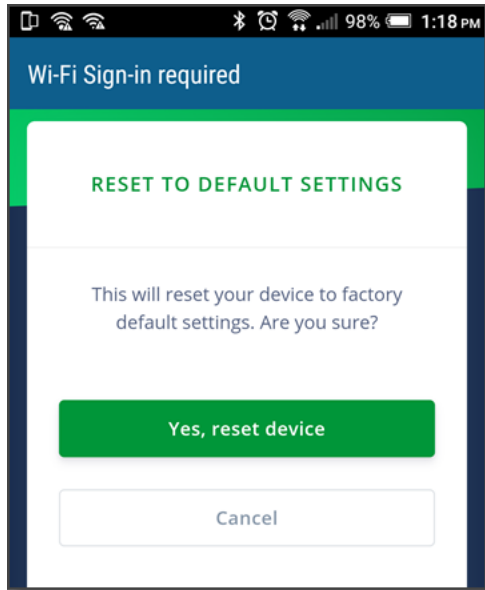 98% 1:18 PM
Wi-Fi Sign-in required
RESET TO DEFAULT SETTINGS
This will reset your device to factory
default settings. Are you sure?
Yes, reset device
Cancel